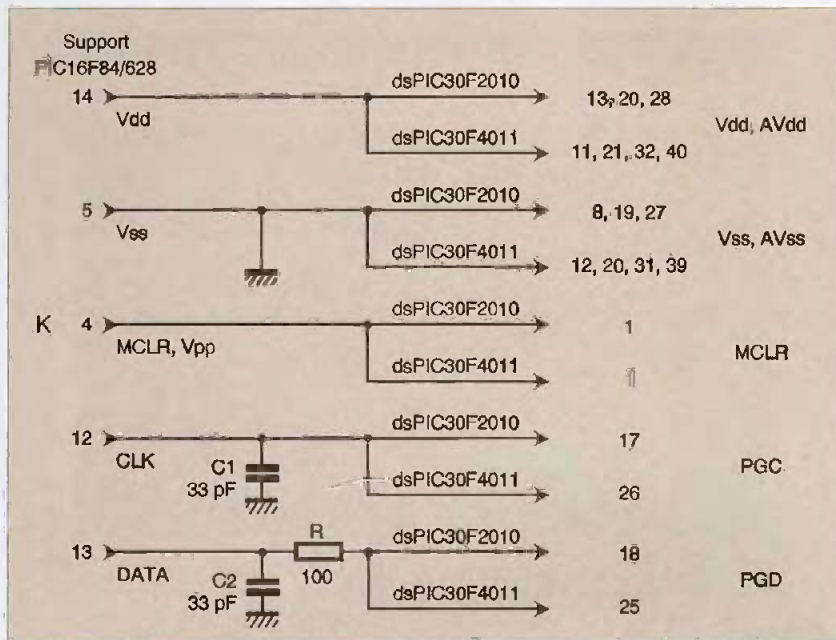 Support
PIC16F84/628
14
Vdd
dsPIC30F2010
13, 20, 28
dsPIC30F4011
11, 21, 32, 40
Vdd, AVdd
5
Vss
dsPIC30F2010
8, 19, 27
dsPIC30F4011
12, 20, 31, 39
Vss, AVss
K
4
MCLR, Vpp
dsPIC30F2010
1
dsPIC30F4011
1
MCLR
12
CLK
C1
33 pF
dsPIC30F2010
17
dsPIC30F4011
26
PGC
13
DATA
C2
33 pF
R
100
dsPIC30F2010
18
dsPIC30F4011
25
PGD